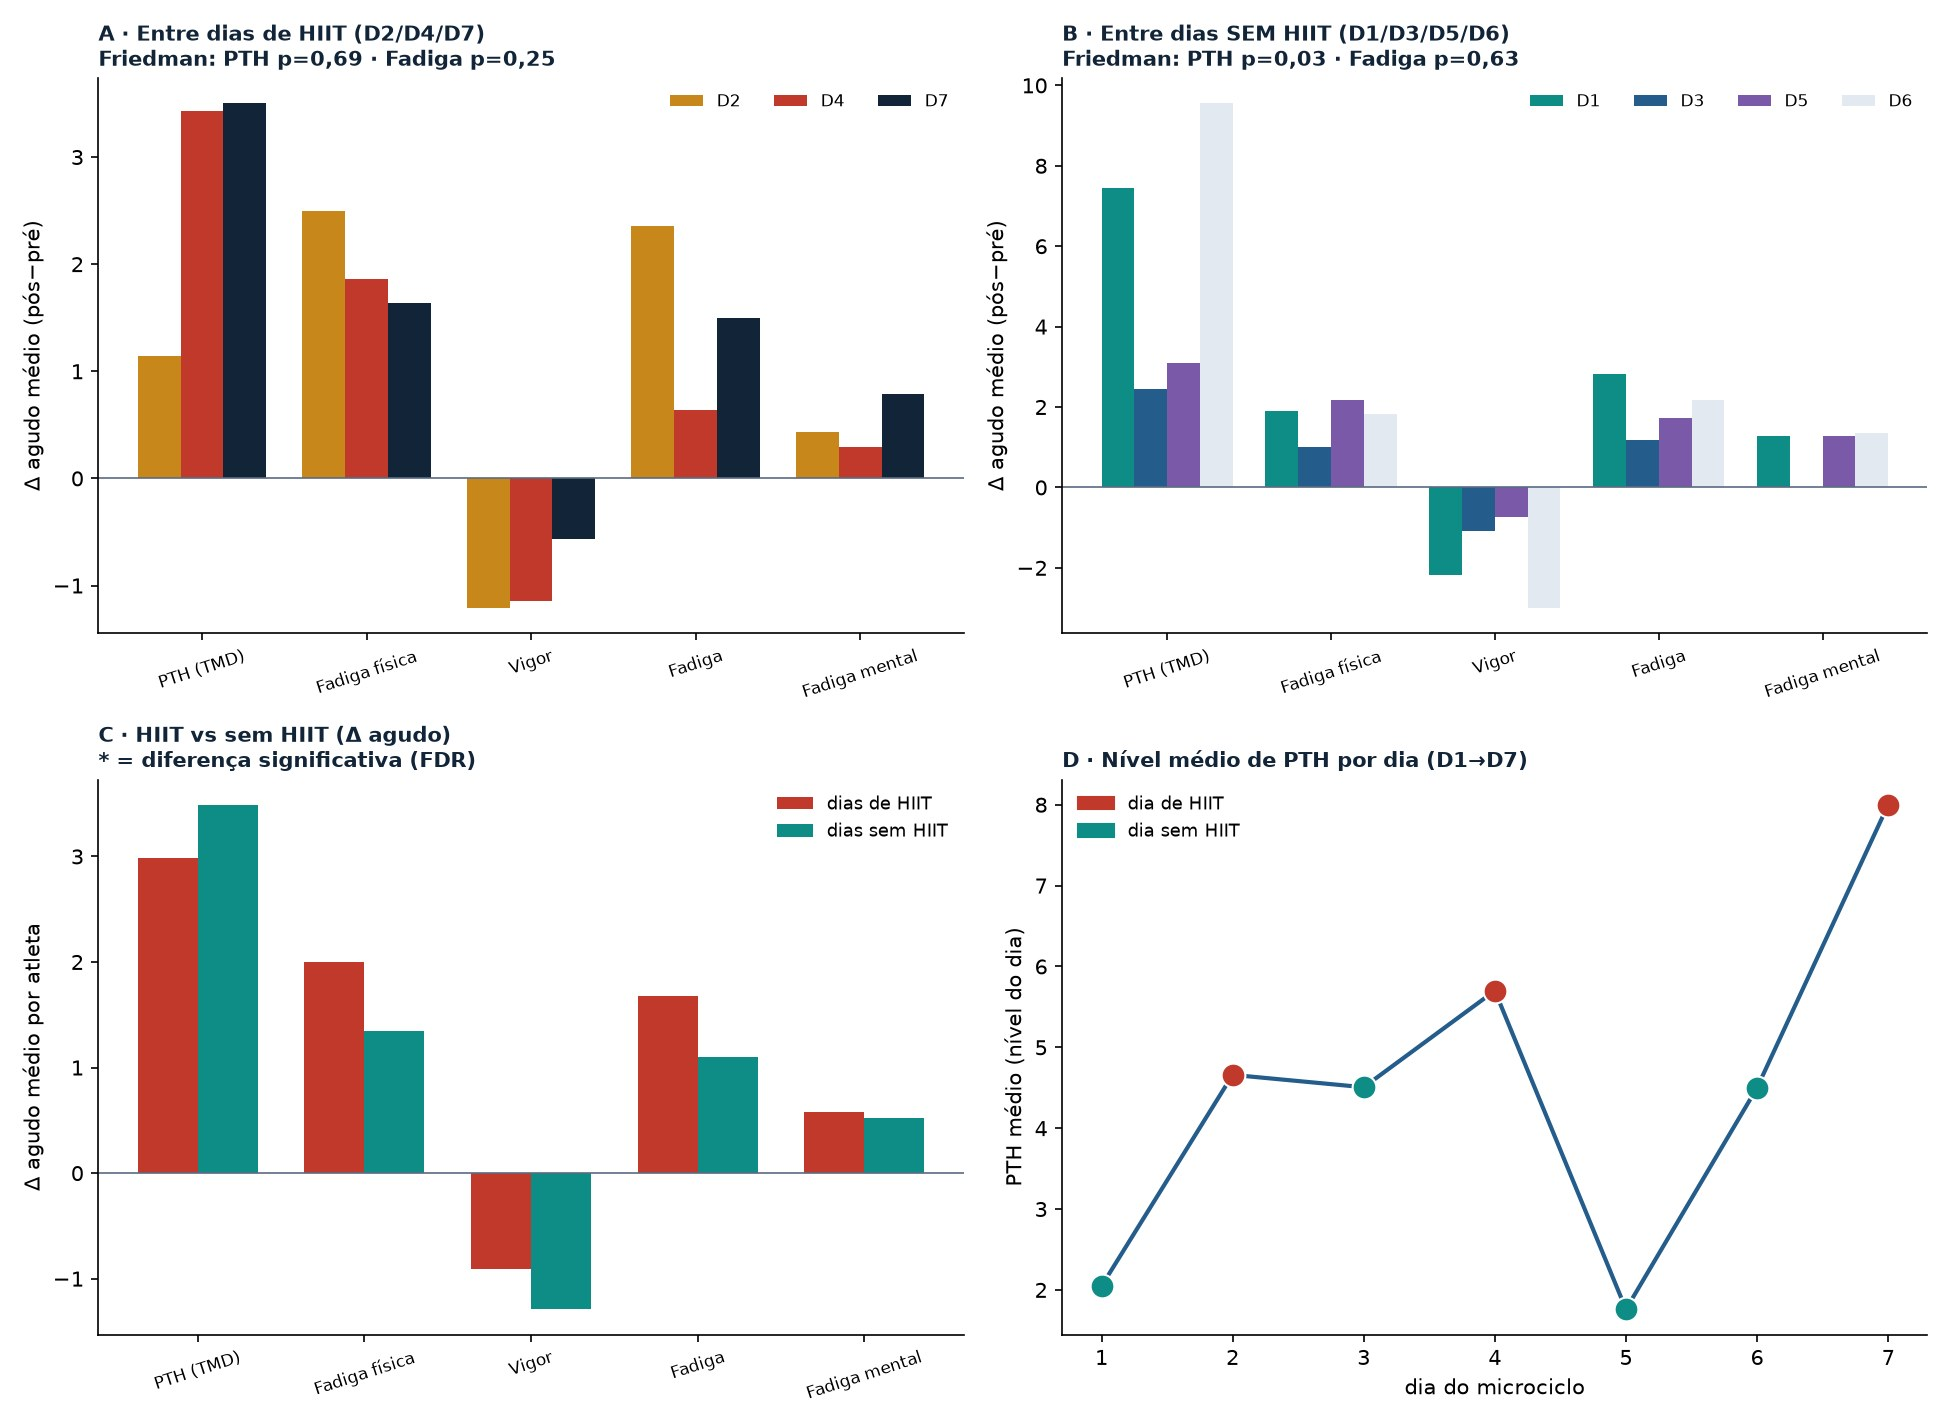 A · Entre dias de HIIT (D2/D4/D7)
Friedman: PTH p=0,69 · Fadiga p=0,25
D2
D4
D7
Δ agudo médio (pós−pré)
3
2
1
0
−1
PTH (TMD)
Fadiga física
Vigor
Fadiga
Fadiga mental
B · Entre dias SEM HIIT (D1/D3/D5/D6)
Friedman: PTH p=0,03 · Fadiga p=0,63
D1
D3
D5
D6
Δ agudo médio (pós−pré)
10
8
6
4
2
0
−2
PTH (TMD)
Fadiga física
Vigor
Fadiga
Fadiga mental
C · HIIT vs sem HIIT (Δ agudo)
* = diferença significativa (FDR)
dias de HIIT
dias sem HIIT
Δ agudo médio por atleta
3
2
1
0
−1
PTH (TMD)
Fadiga física
Vigor
Fadiga
Fadiga mental
D · Nível médio de PTH por dia (D1→D7)
dia de HIIT
dia sem HIIT
PTH médio (nível do dia)
8
7
6
5
4
3
2
1
2
3
4
5
6
7
dia do microciclo